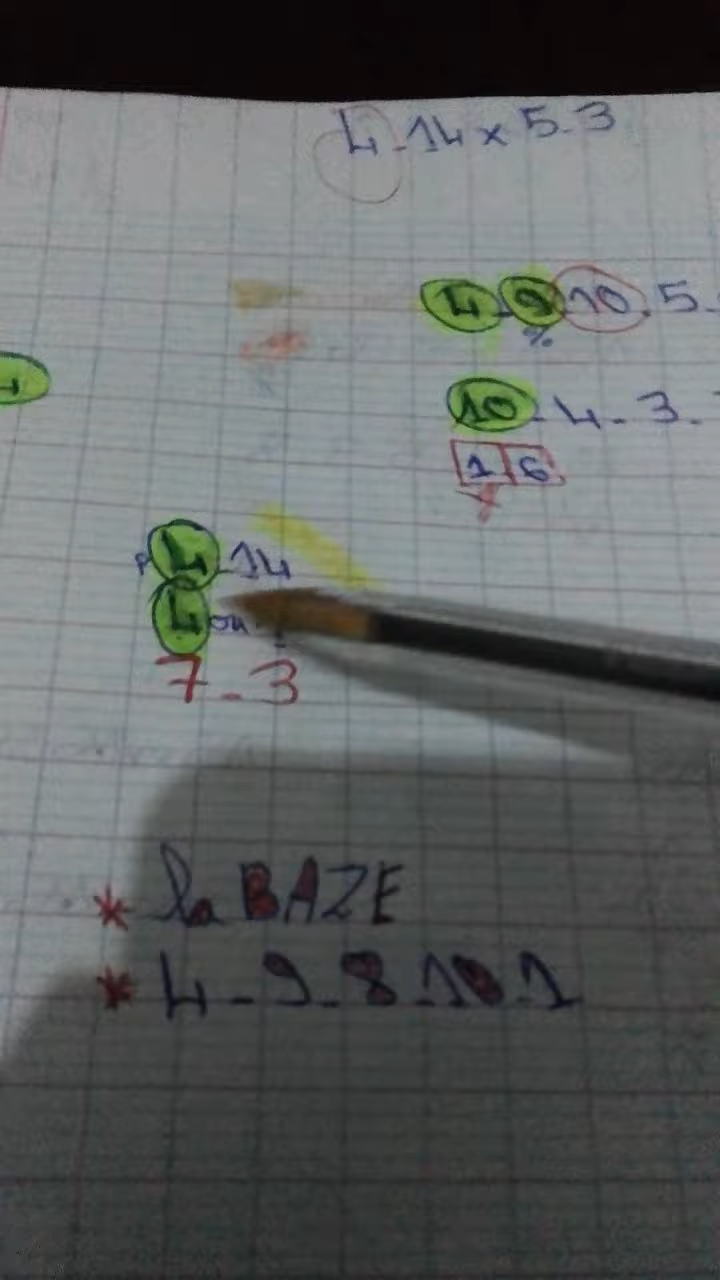 4.14 x 5.3
4.9.10.5.
%
10.4.3.
1 6
P 4.14
4 ou
7.3
* la BAZE
* 4.9.8.10.1